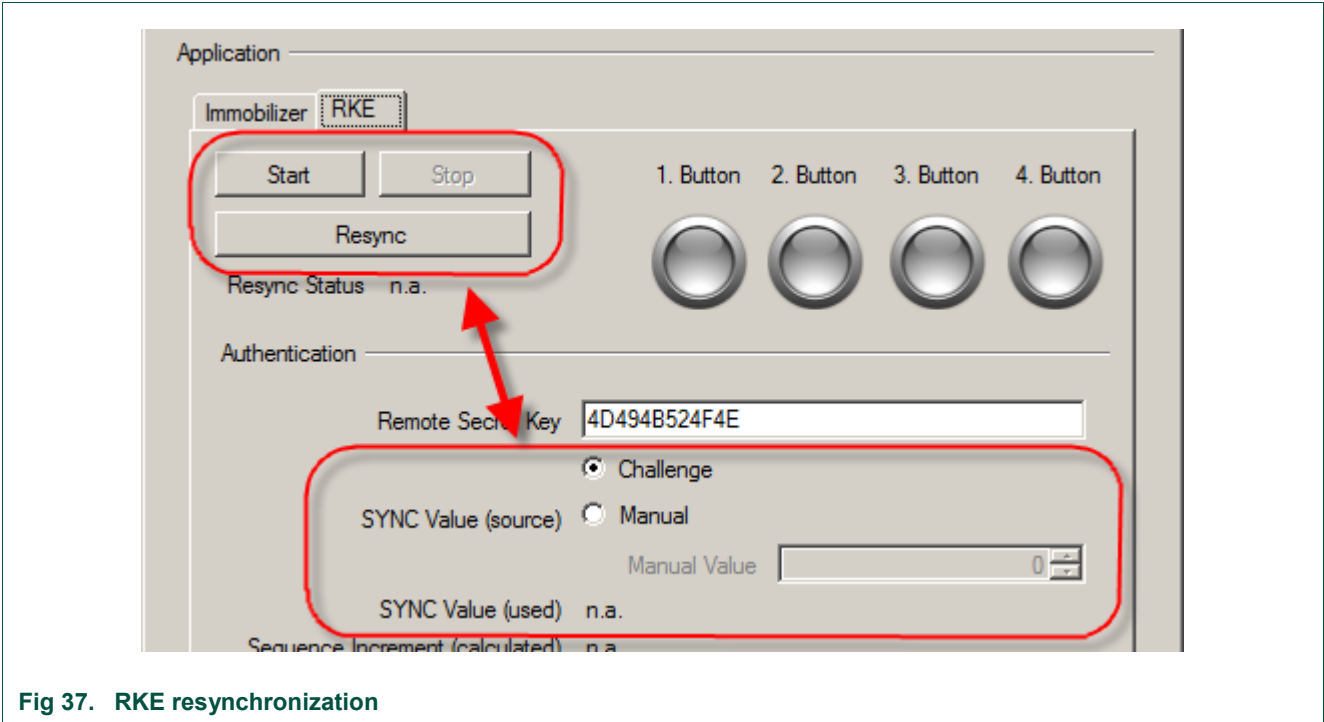 Application
Immobilizer RKE
Start Stop 1. Button 2. Button 3. Button 4. Button
Resync
Resync Status n.a.
Authentication
Remote Secret Key 4D494B524F4E
Challenge
SYNC Value (source) Manual
Manual Value 0
SYNC Value (used) n.a.
Sequence Increment (calculated) n.a.
Fig 37. RKE resynchronization